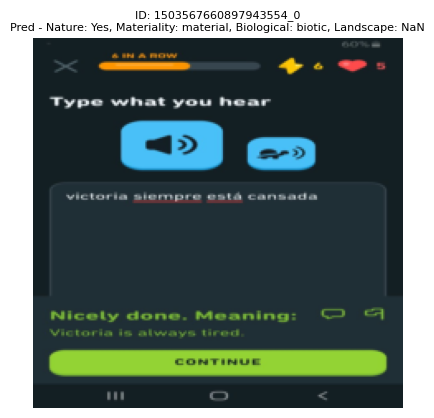 ID: 1503567660897943554_0
Pred - Nature: Yes, Materiality: material, Biological: biotic, Landscape: NaN
60%
6 IN A ROW
6 5
Type what you hear
victoria siempre está cansada
Nicely done. Meaning:
Victoria is always tired.
CONTINUE